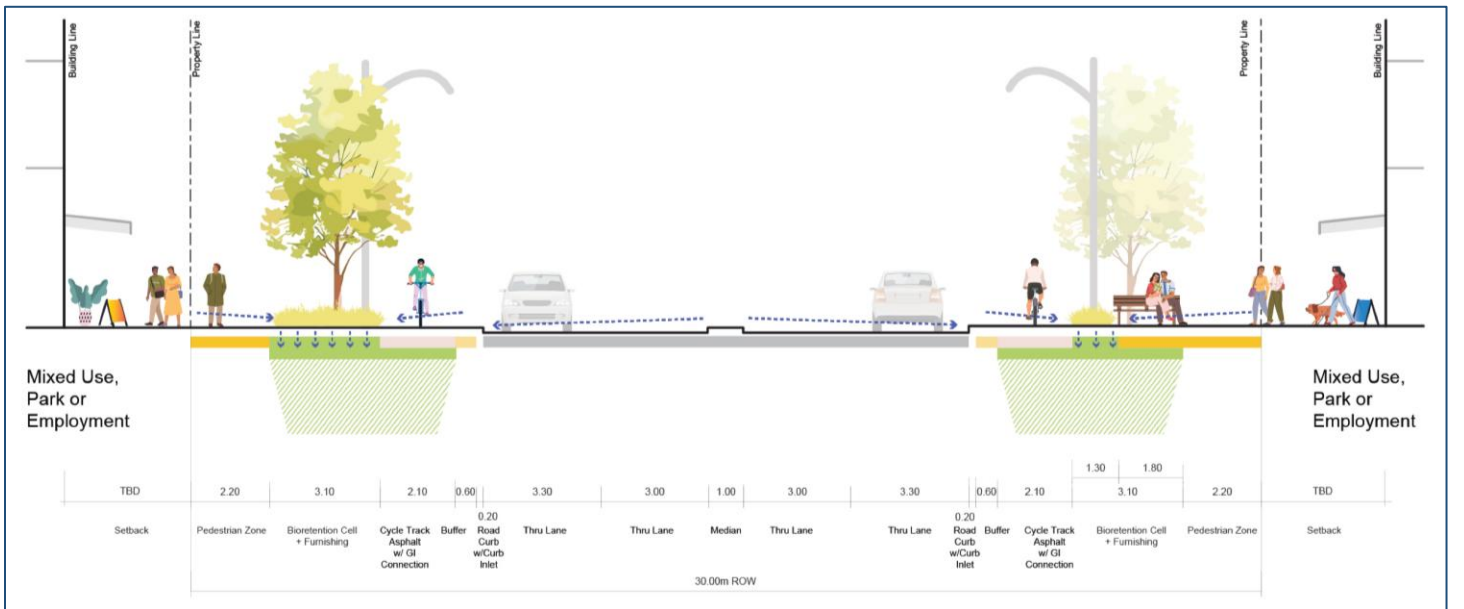 Building Line
Property Line
Property Line
Building Line
Mixed Use,
Park or
Employment
Mixed Use,
Park or
Employment
1.30 1.80
TBD 2.20 3.10 2.10 0.60 3.30 3.00 1.00 3.00 3.30 0.60 2.10 3.10 2.20 TBD
0.20 0.20
Setback Pedestrian Zone Bioretention Cell Cycle Track Buffer Road Thru Lane Thru Lane Median Thru Lane Thru Lane Road Buffer Cycle Track Bioretention Cell Pedestrian Zone Setback
+ Furnishing Asphalt Curb Curb Asphalt + Furnishing
w/ GI w/Curb w/Curb w/ GI
Connection Inlet Inlet Connection
30.00m ROW